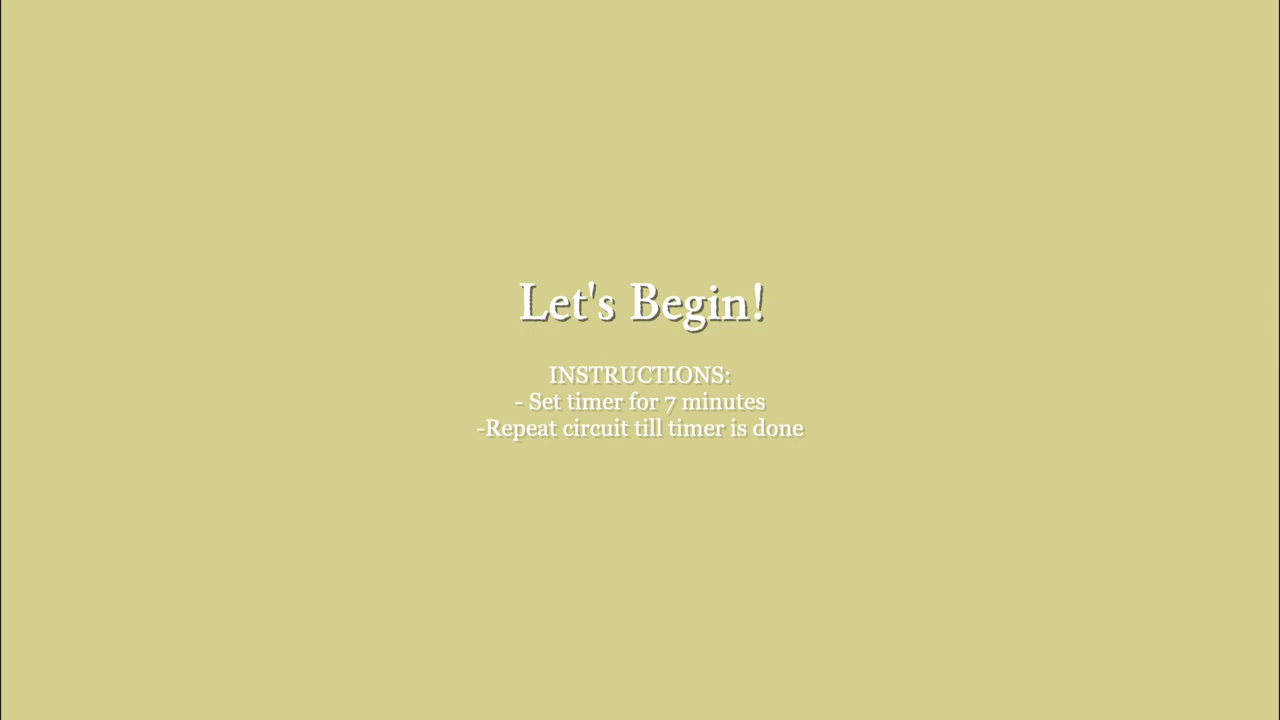 Let's Begin!
INSTRUCTIONS:
- Set timer for 7 minutes
-Repeat circuit till timer is done